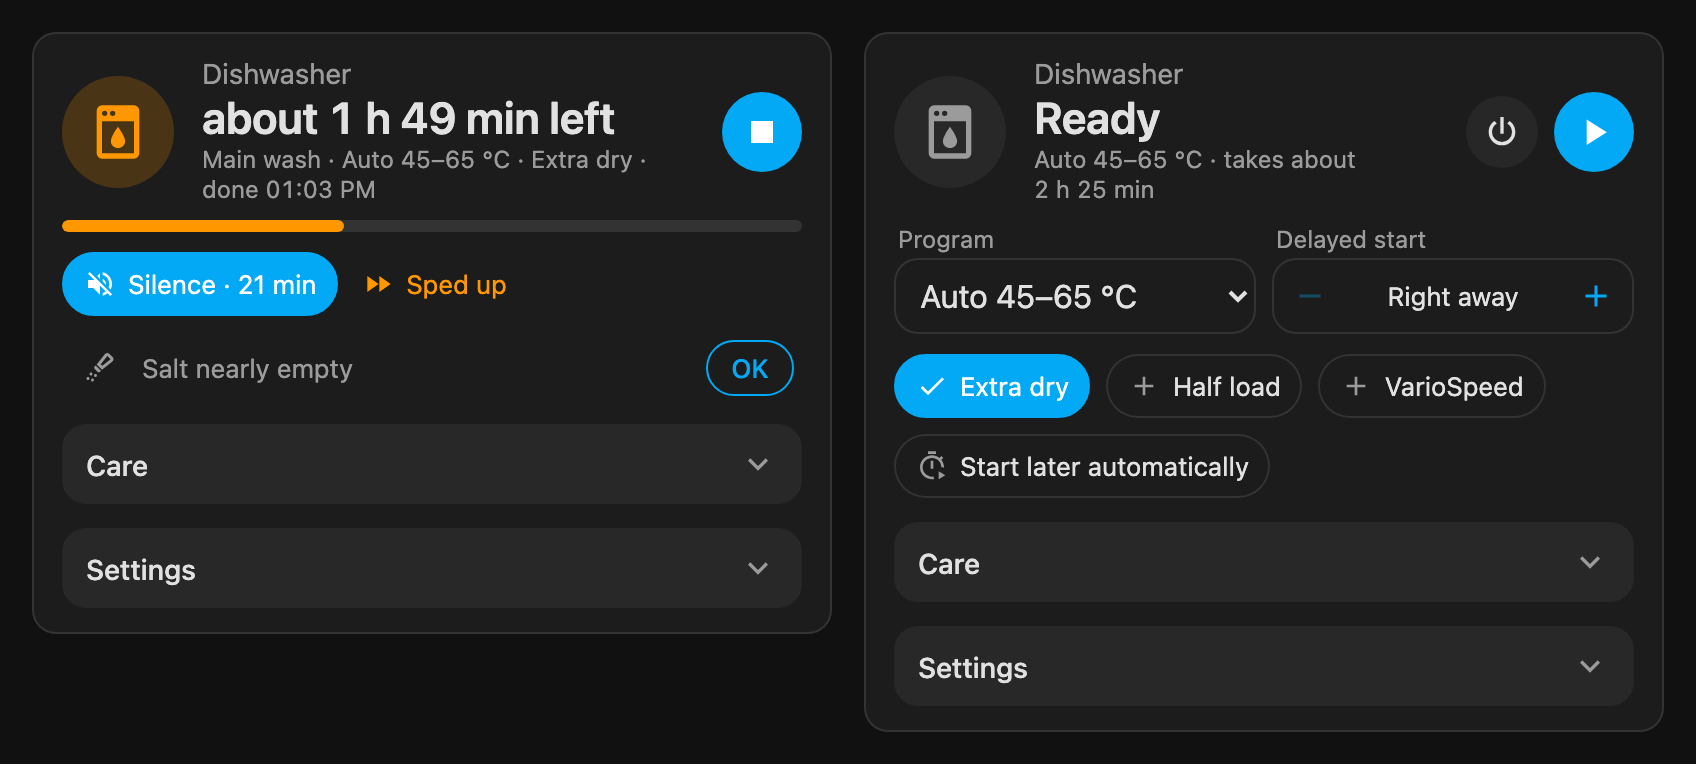 Dishwasher
about 1 h 49 min left
Main wash · Auto 45–65 °C · Extra dry ·
done 01:03 PM
Silence · 21 min
Sped up
Salt nearly empty
OK
Care
Settings
Dishwasher
Ready
Auto 45–65 °C · takes about
2 h 25 min
Program
Delayed start
Auto 45–65 °C
Right away
Extra dry
Half load
VarioSpeed
Start later automatically
Care
Settings